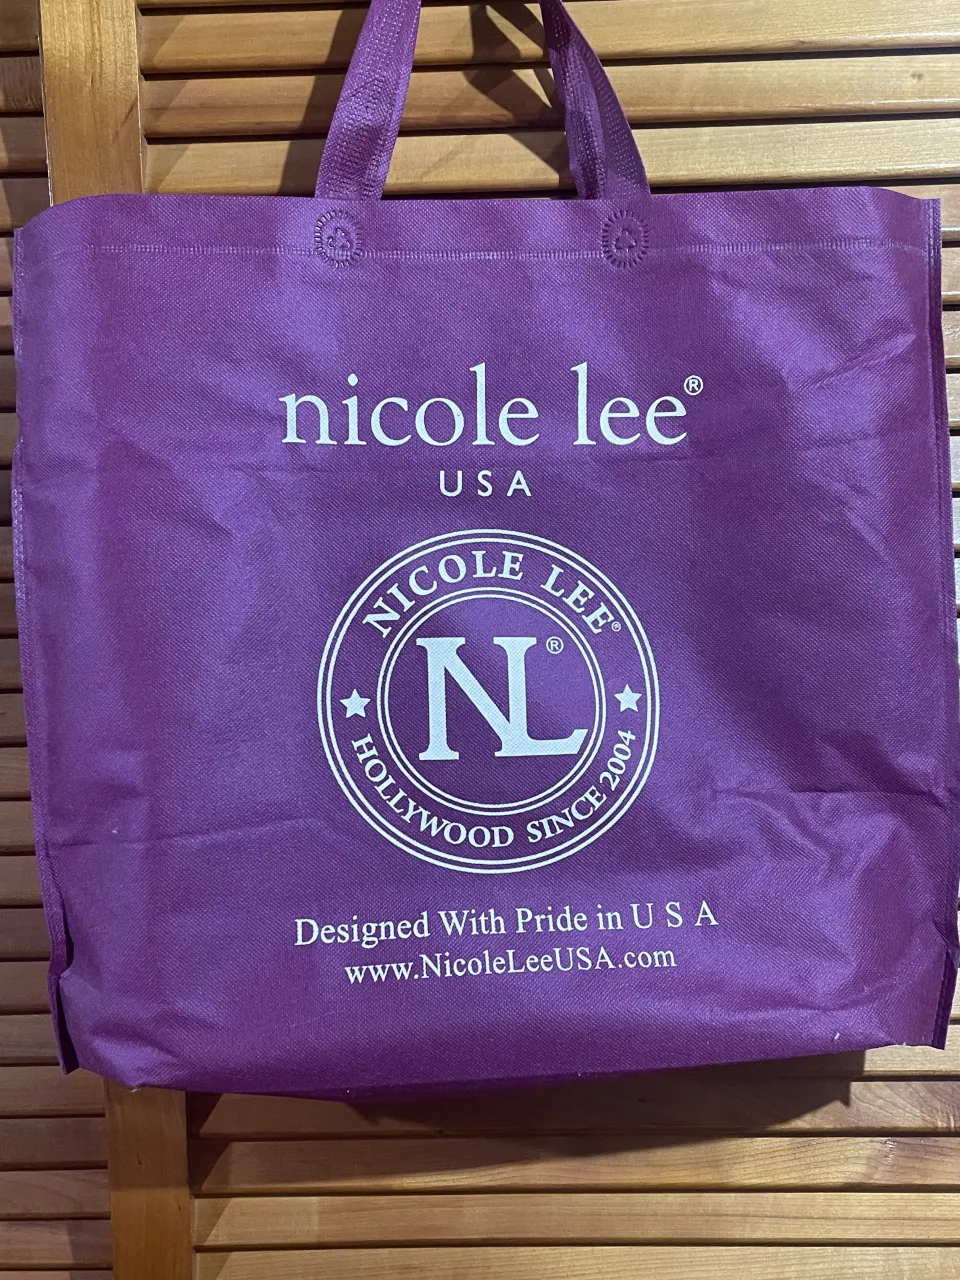 nicole lee®
USA
NICOLE LEE®
NL®
HOLLYWOOD SINCE 2004
Designed With Pride in U S A
www.NicoleLeeUSA.com